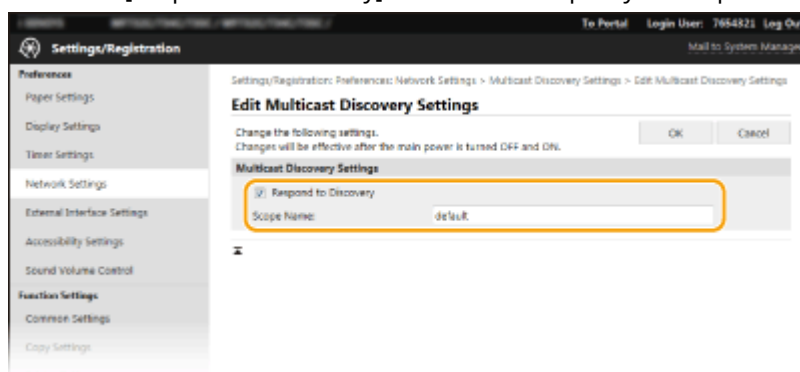 To Portal Login User: 7654321 Log Ou
Settings/Registration
Mail to System Manage
Preferences
Paper Settings
Display Settings
Timer Settings
Network Settings
External Interface Settings
Accessibility Settings
Sound Volume Control
Function Settings
Common Settings
Copy Settings
Settings/Registration: Preferences: Network Settings > Multicast Discovery Settings > Edit Multicast Discovery Settings
Edit Multicast Discovery Settings
Change the following settings.
Changes will be effective after the main power is turned OFF and ON.
OK Cancel
Multicast Discovery Settings
Respond to Discovery
Scope Name: default